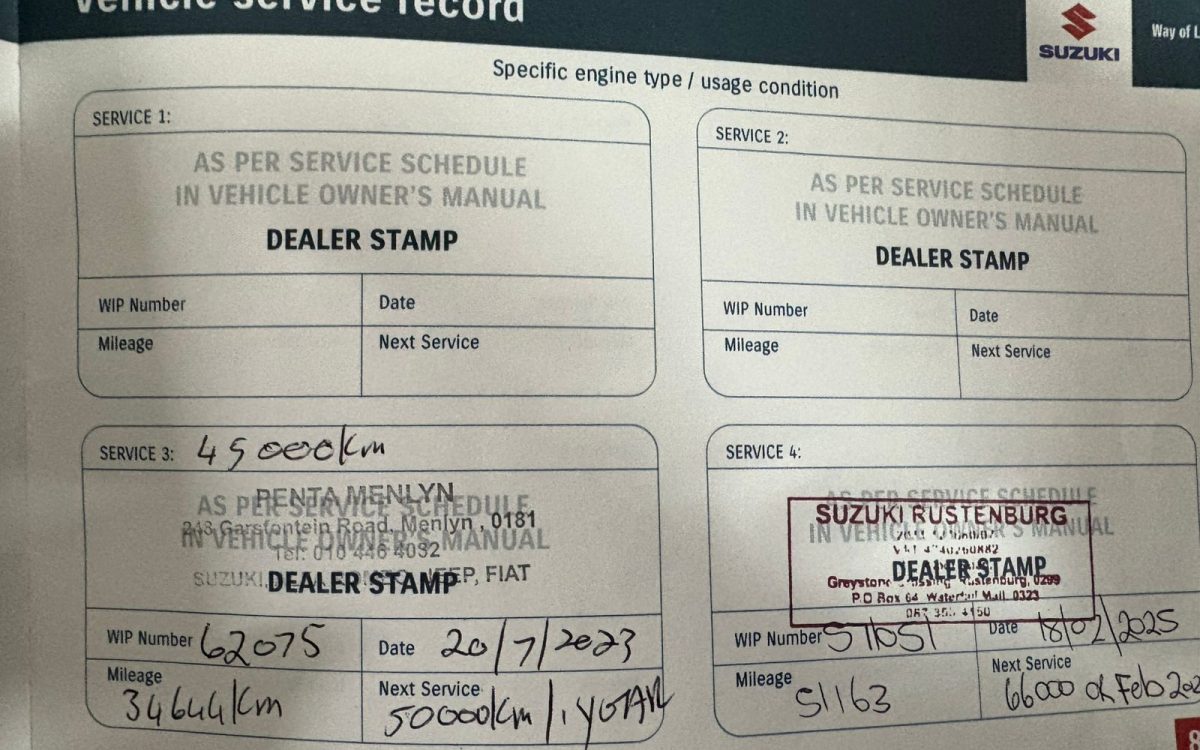 Vehicle service record
SUZUKI
Way of L
Specific engine type / usage condition
SERVICE 1:
AS PER SERVICE SCHEDULE
IN VEHICLE OWNER'S MANUAL
DEALER STAMP
WIP Number
Date
Mileage
Next Service
SERVICE 2:
AS PER SERVICE SCHEDULE
IN VEHICLE OWNER'S MANUAL
DEALER STAMP
WIP Number
Date
Mileage
Next Service
SERVICE 3: 45000km
PENTA MENLYN
AS PER SERVICE SCHEDULE
Garsfontein Road, Menlyn, 0181
IN VEHICLE OWNER'S MANUAL
Tel:
SUZUKI, JEEP, FIAT
DEALER STAMP
WIP Number 62075
Date 20/7/2023
Mileage 34644km
Next Service 50000km / 1 YEAR
SERVICE 4:
AS PER SERVICE SCHEDULE
SUZUKI RUSTENBURG
IN VEHICLE OWNER'S MANUAL
DEALER STAMP
Greystone Crossing Rustenburg, 0299
P.O Box 64 Waterfall Mall 0323
WIP Number
Date 18/02/2025
Mileage 51163
Next Service 66000 or Feb